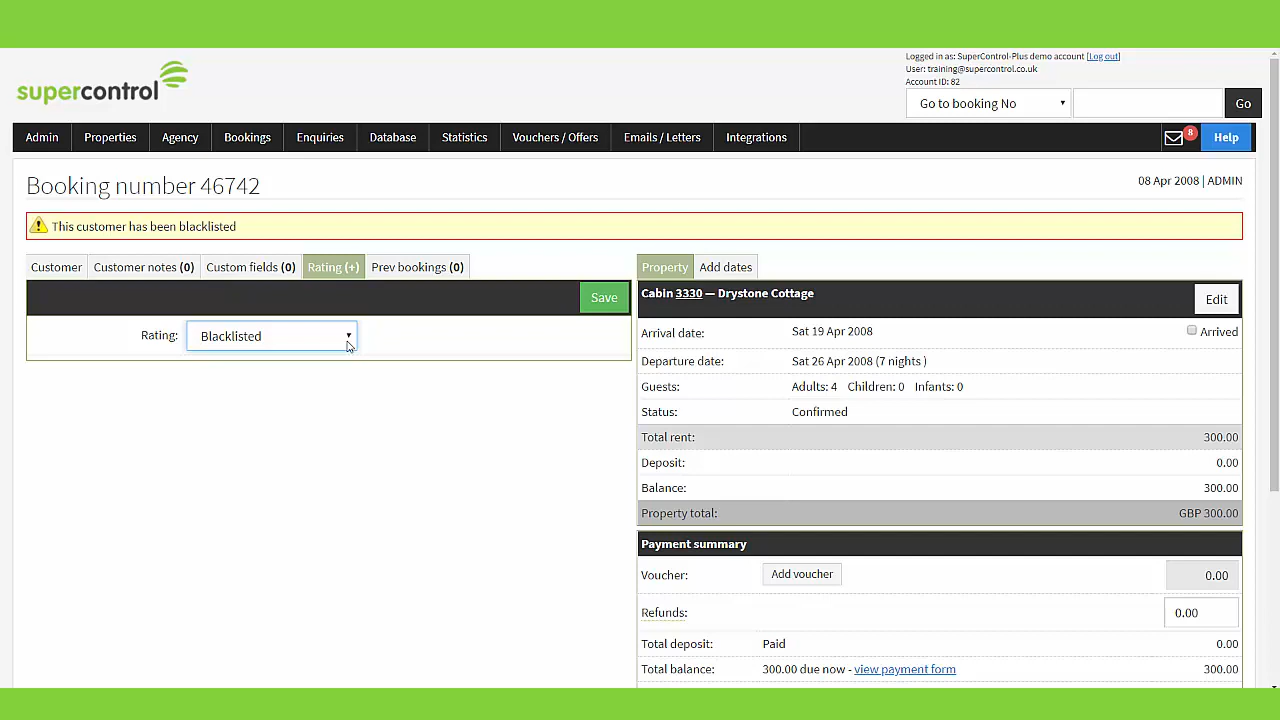 Logged in as: SuperControl-Plus demo account [Log out]
User: training@supercontrol.co.uk
Account ID: 82
supercontrol
Go to booking No
Go
Admin Properties Agency Bookings Enquiries Database Statistics Vouchers / Offers Emails / Letters Integrations 8 Help
Booking number 46742
08 Apr 2008 | ADMIN
This customer has been blacklisted
Customer Customer notes (0) Custom fields (0) Rating (+) Prev bookings (0)
Save
Rating: Blacklisted
Property Add dates
Cabin 3330 — Drystone Cottage Edit
Arrival date: Sat 19 Apr 2008 Arrived
Departure date: Sat 26 Apr 2008 (7 nights )
Guests: Adults: 4 Children: 0 Infants: 0
Status: Confirmed
Total rent: 300.00
Deposit: 0.00
Balance: 300.00
Property total: GBP 300.00
Payment summary
Voucher: Add voucher 0.00
Refunds: 0.00
Total deposit: Paid 0.00
Total balance: 300.00 due now - view payment form 300.00